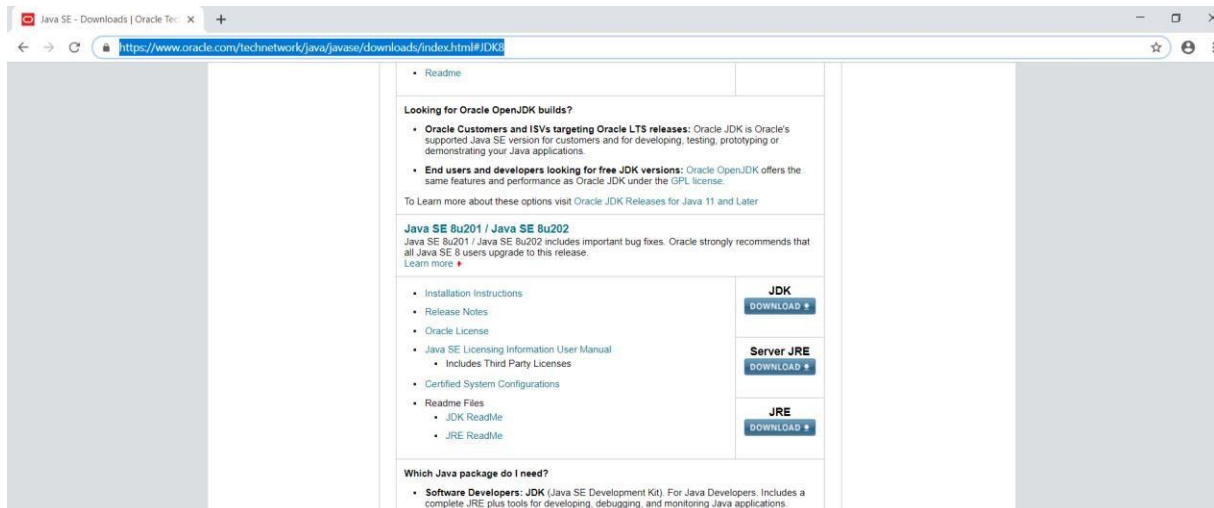 Java SE - Downloads | Oracle Tec
https://www.oracle.com/technetwork/java/javase/downloads/index.html#JDK8
Readme
Looking for Oracle OpenJDK builds?
Oracle Customers and ISVs targeting Oracle LTS releases: Oracle JDK is Oracle's
supported Java SE version for customers and for developing, testing, prototyping or
demonstrating your Java applications.
End users and developers looking for free JDK versions: Oracle OpenJDK offers the
same features and performance as Oracle JDK under the GPL license.
To Learn more about these options visit Oracle JDK Releases for Java 11 and Later
Java SE 8u201 / Java SE 8u202
Java SE 8u201 / Java SE 8u202 includes important bug fixes. Oracle strongly recommends that
all Java SE 8 users upgrade to this release.
Learn more
Installation Instructions
Release Notes
Oracle License
Java SE Licensing Information User Manual
Includes Third Party Licenses
Certified System Configurations
Readme Files
JDK ReadMe
JRE ReadMe
JDK
DOWNLOAD
Server JRE
DOWNLOAD
JRE
DOWNLOAD
Which Java package do I need?
Software Developers: JDK (Java SE Development Kit). For Java Developers. Includes a
complete JRE plus tools for developing, debugging, and monitoring Java applications.